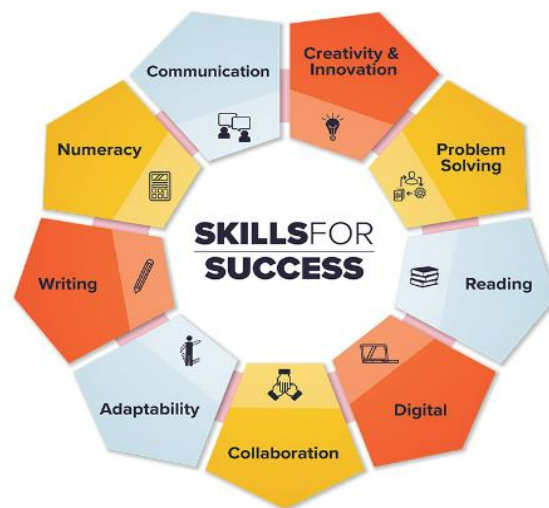 Communication
Creativity &
Innovation
Numeracy
Problem
Solving
SKILLSFOR
SUCCESS
Writing
Reading
Adaptability
Digital
Collaboration